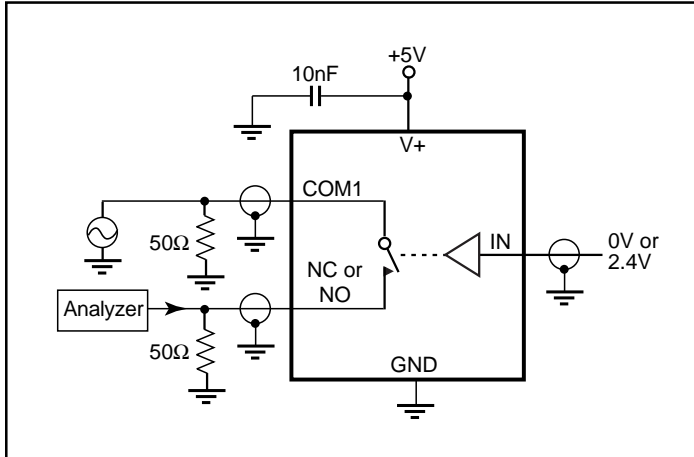 +5V
10nF
V+
COM1
50Ω
IN
0V or
2.4V
NC or
NO
Analyzer
50Ω
GND